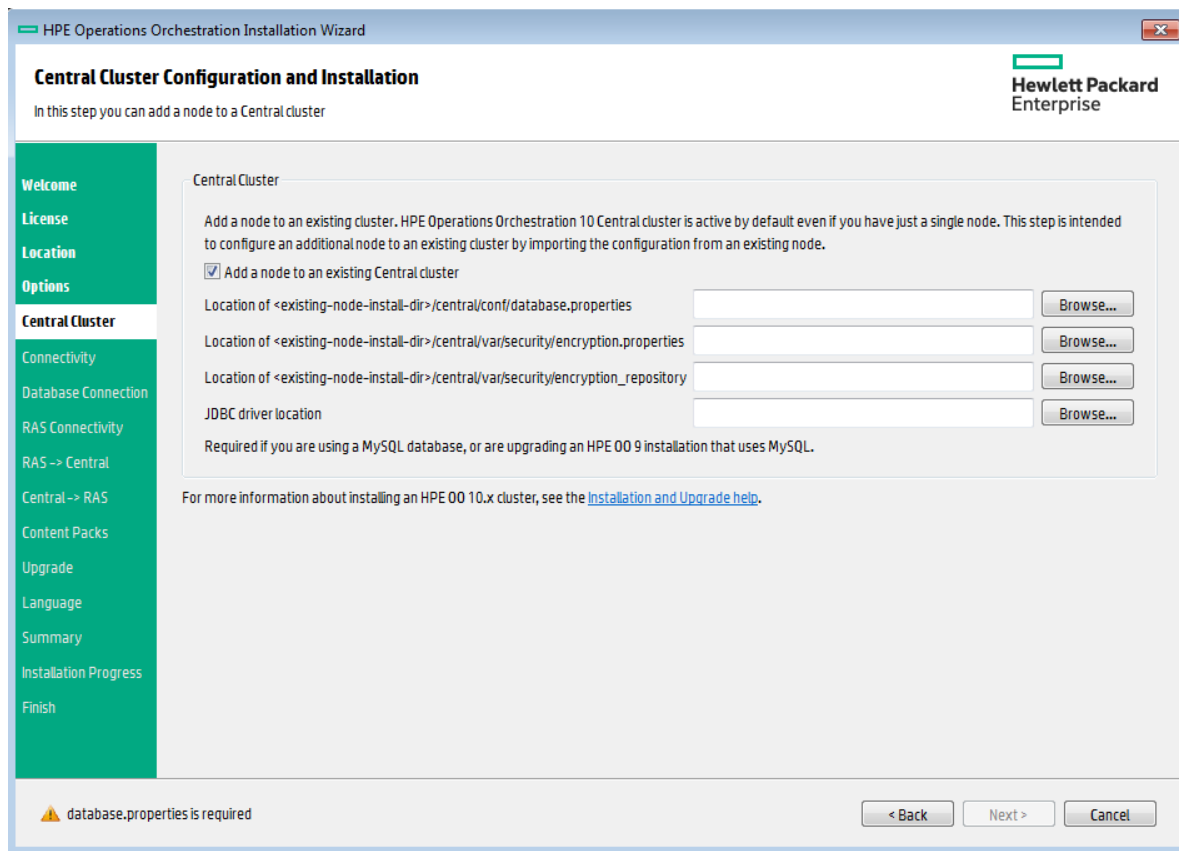 HPE Operations Orchestration Installation Wizard
Central Cluster Configuration and Installation
In this step you can add a node to a Central cluster
Hewlett Packard
Enterprise
Welcome
License
Location
Options
Central Cluster
Connectivity
Database Connection
RAS Connectivity
RAS -> Central
Central -> RAS
Content Packs
Upgrade
Language
Summary
Installation Progress
Finish
Central Cluster
Add a node to an existing cluster. HPE Operations Orchestration 10 Central cluster is active by default even if you have just a single node. This step is intended
to configure an additional node to an existing cluster by importing the configuration from an existing node.
Add a node to an existing Central cluster
Location of <existing-node-install-dir>/central/conf/database.properties Browse...
Location of <existing-node-install-dir>/central/var/security/encryption.properties Browse...
Location of <existing-node-install-dir>/central/var/security/encryption_repository Browse...
JDBC driver location Browse...
Required if you are using a MySQL database, or are upgrading an HPE OO 9 installation that uses MySQL.
For more information about installing an HPE OO 10.x cluster, see the Installation and Upgrade help.
database.properties is required
< Back Next > Cancel